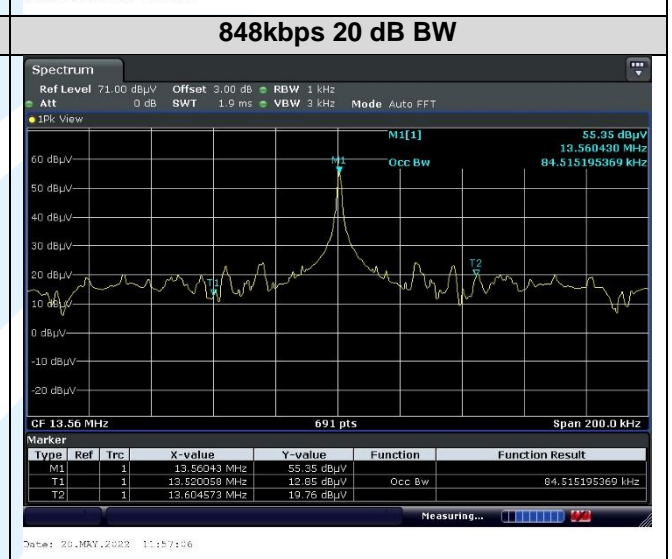 848kbps 20 dB BW
Spectrum
Ref Level 71.00 dBµV Offset 3.00 dB RBW 1 kHz
Att 0 dB SWT 1.9 ms VBW 3 kHz Mode Auto FFT
1Pk View
M1[1] 55.35 dBµV
13.560430 MHz
Occ Bw 84.515195369 kHz
M1
60 dBµV
50 dBµV
40 dBµV
30 dBµV
T2
20 dBµV
T1
10 dBµV
0 dBµV
-10 dBµV
-20 dBµV
CF 13.56 MHz 691 pts Span 200.0 kHz
Marker
Type Ref Trc X-value Y-value Function Function Result
M1 1 13.56043 MHz 55.35 dBµV
T1 1 13.520058 MHz 12.85 dBµV Occ Bw 84.515195369 kHz
T2 1 13.604573 MHz 19.76 dBµV
Measuring...
Date: 20.MAY.2022 11:57:06